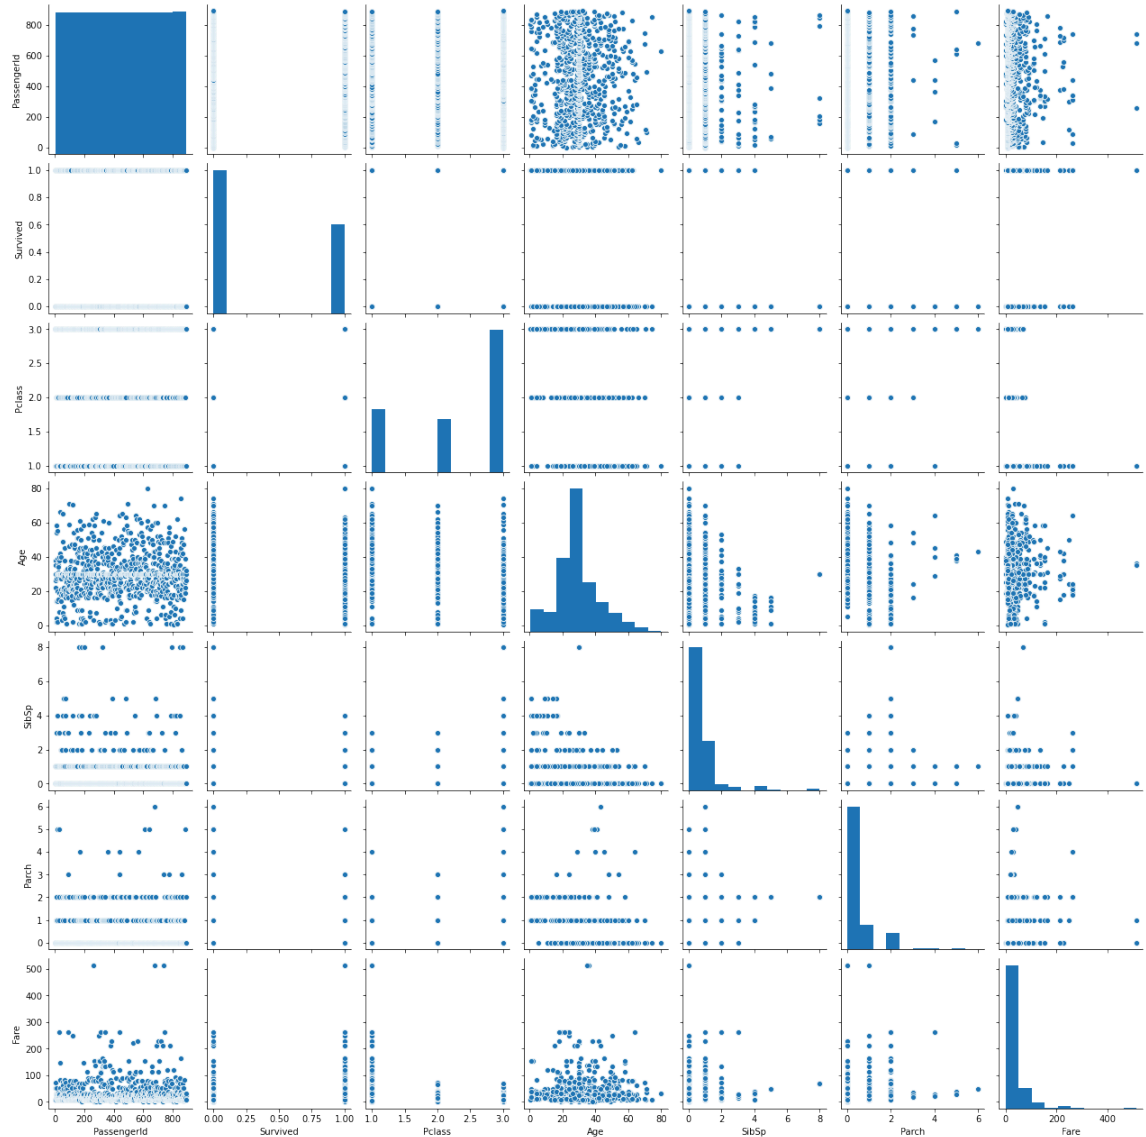 800
600
400
200
0
PassengerId
1.0
0.8
0.6
0.4
0.2
0.0
Survived
3.0
2.5
2.0
1.5
1.0
Pclass
80
60
40
20
0
Age
8
6
4
2
0
SibSp
6
5
4
3
2
1
0
Parch
500
400
300
200
100
0
Fare
0 200 400 600 800
0.00 0.25 0.50 0.75 1.00
1.0 1.5 2.0 2.5 3.0
0 20 40 60 80
0 2 4 6 8
0 2 4 6
0 200 400
PassengerId Survived Pclass Age SibSp Parch Fare